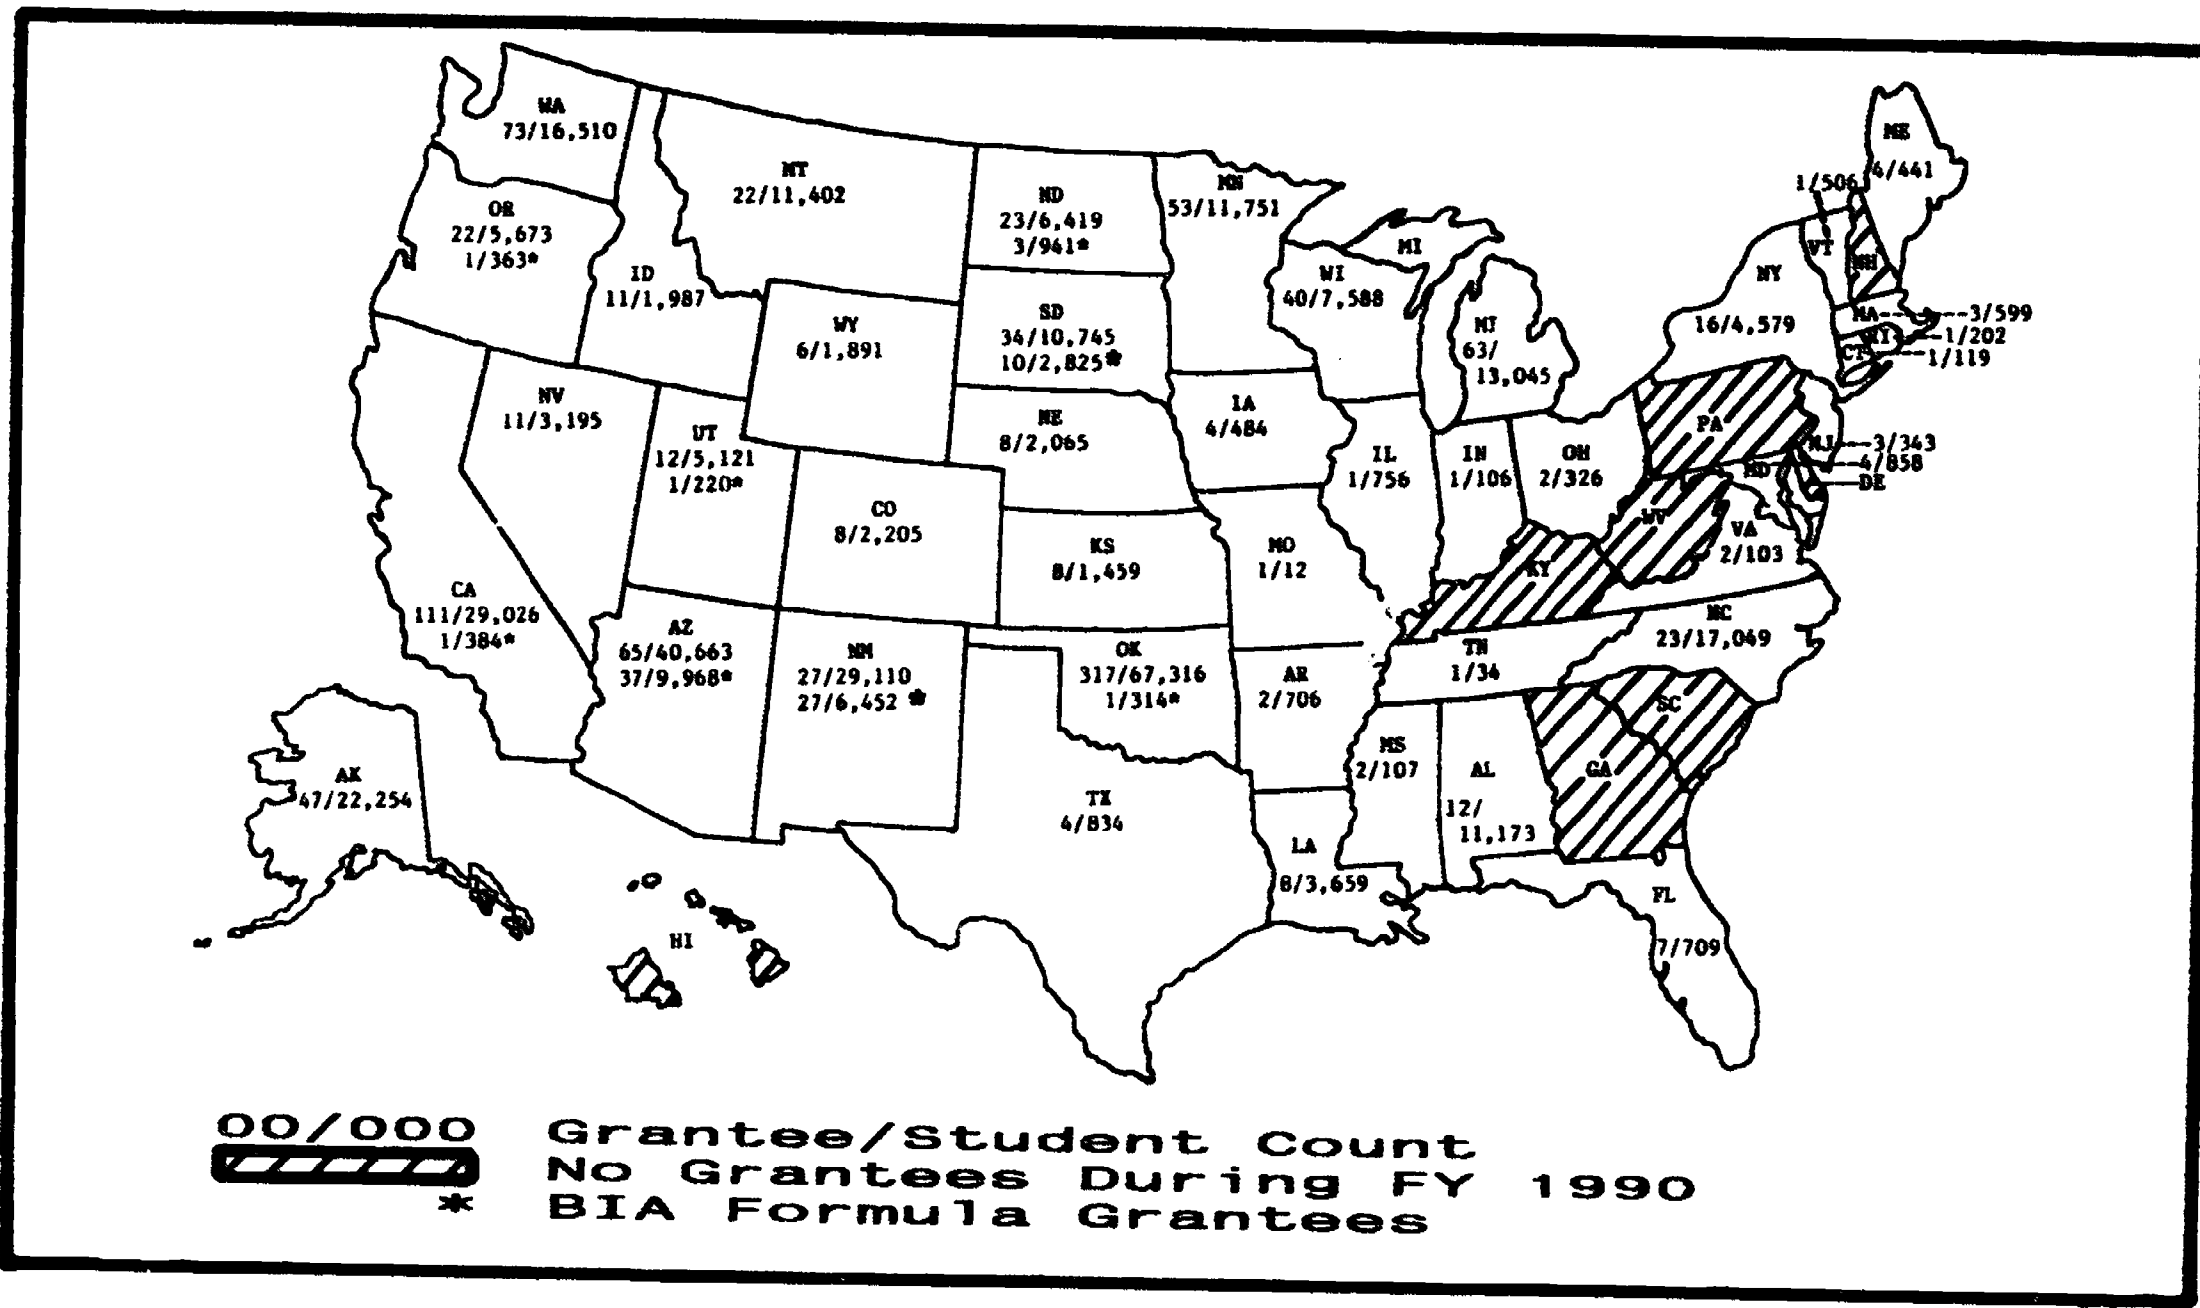 WA
73/16,510
MT
22/11,402
ND
23/6,419
3/941*
MN
53/11,751
ME
4/441
1/506
VT
NH
OR
22/5,673
1/363*
ID
11/1,987
WY
6/1,891
SD
34/10,745
10/2,825*
WI
40/7,588
MI
MI
63/
13,045
NY
16/4,579
MA-----3/599
RI----1/202
CT----1/119
NV
11/3,195
UT
12/5,121
1/220*
NE
8/2,065
IA
4/484
IL
1/756
IN
1/106
OH
2/326
PA
NJ---3/343
MD
4/858
DE
CO
8/2,205
KS
8/1,459
MO
1/12
KY
WV
VA
2/103
CA
111/29,026
1/384*
AZ
65/40,663
37/9,968*
NM
27/29,110
27/6,452 *
OK
317/67,316
1/314*
AR
2/706
TN
1/34
NC
23/17,049
SC
GA
MS
2/107
AL
12/
11,173
AK
47/22,254
HI
TX
4/834
LA
8/3,659
FL
7/709
00/000 Grantee/Student Count
No Grantees During FY 1990
* BIA Formula Grantees